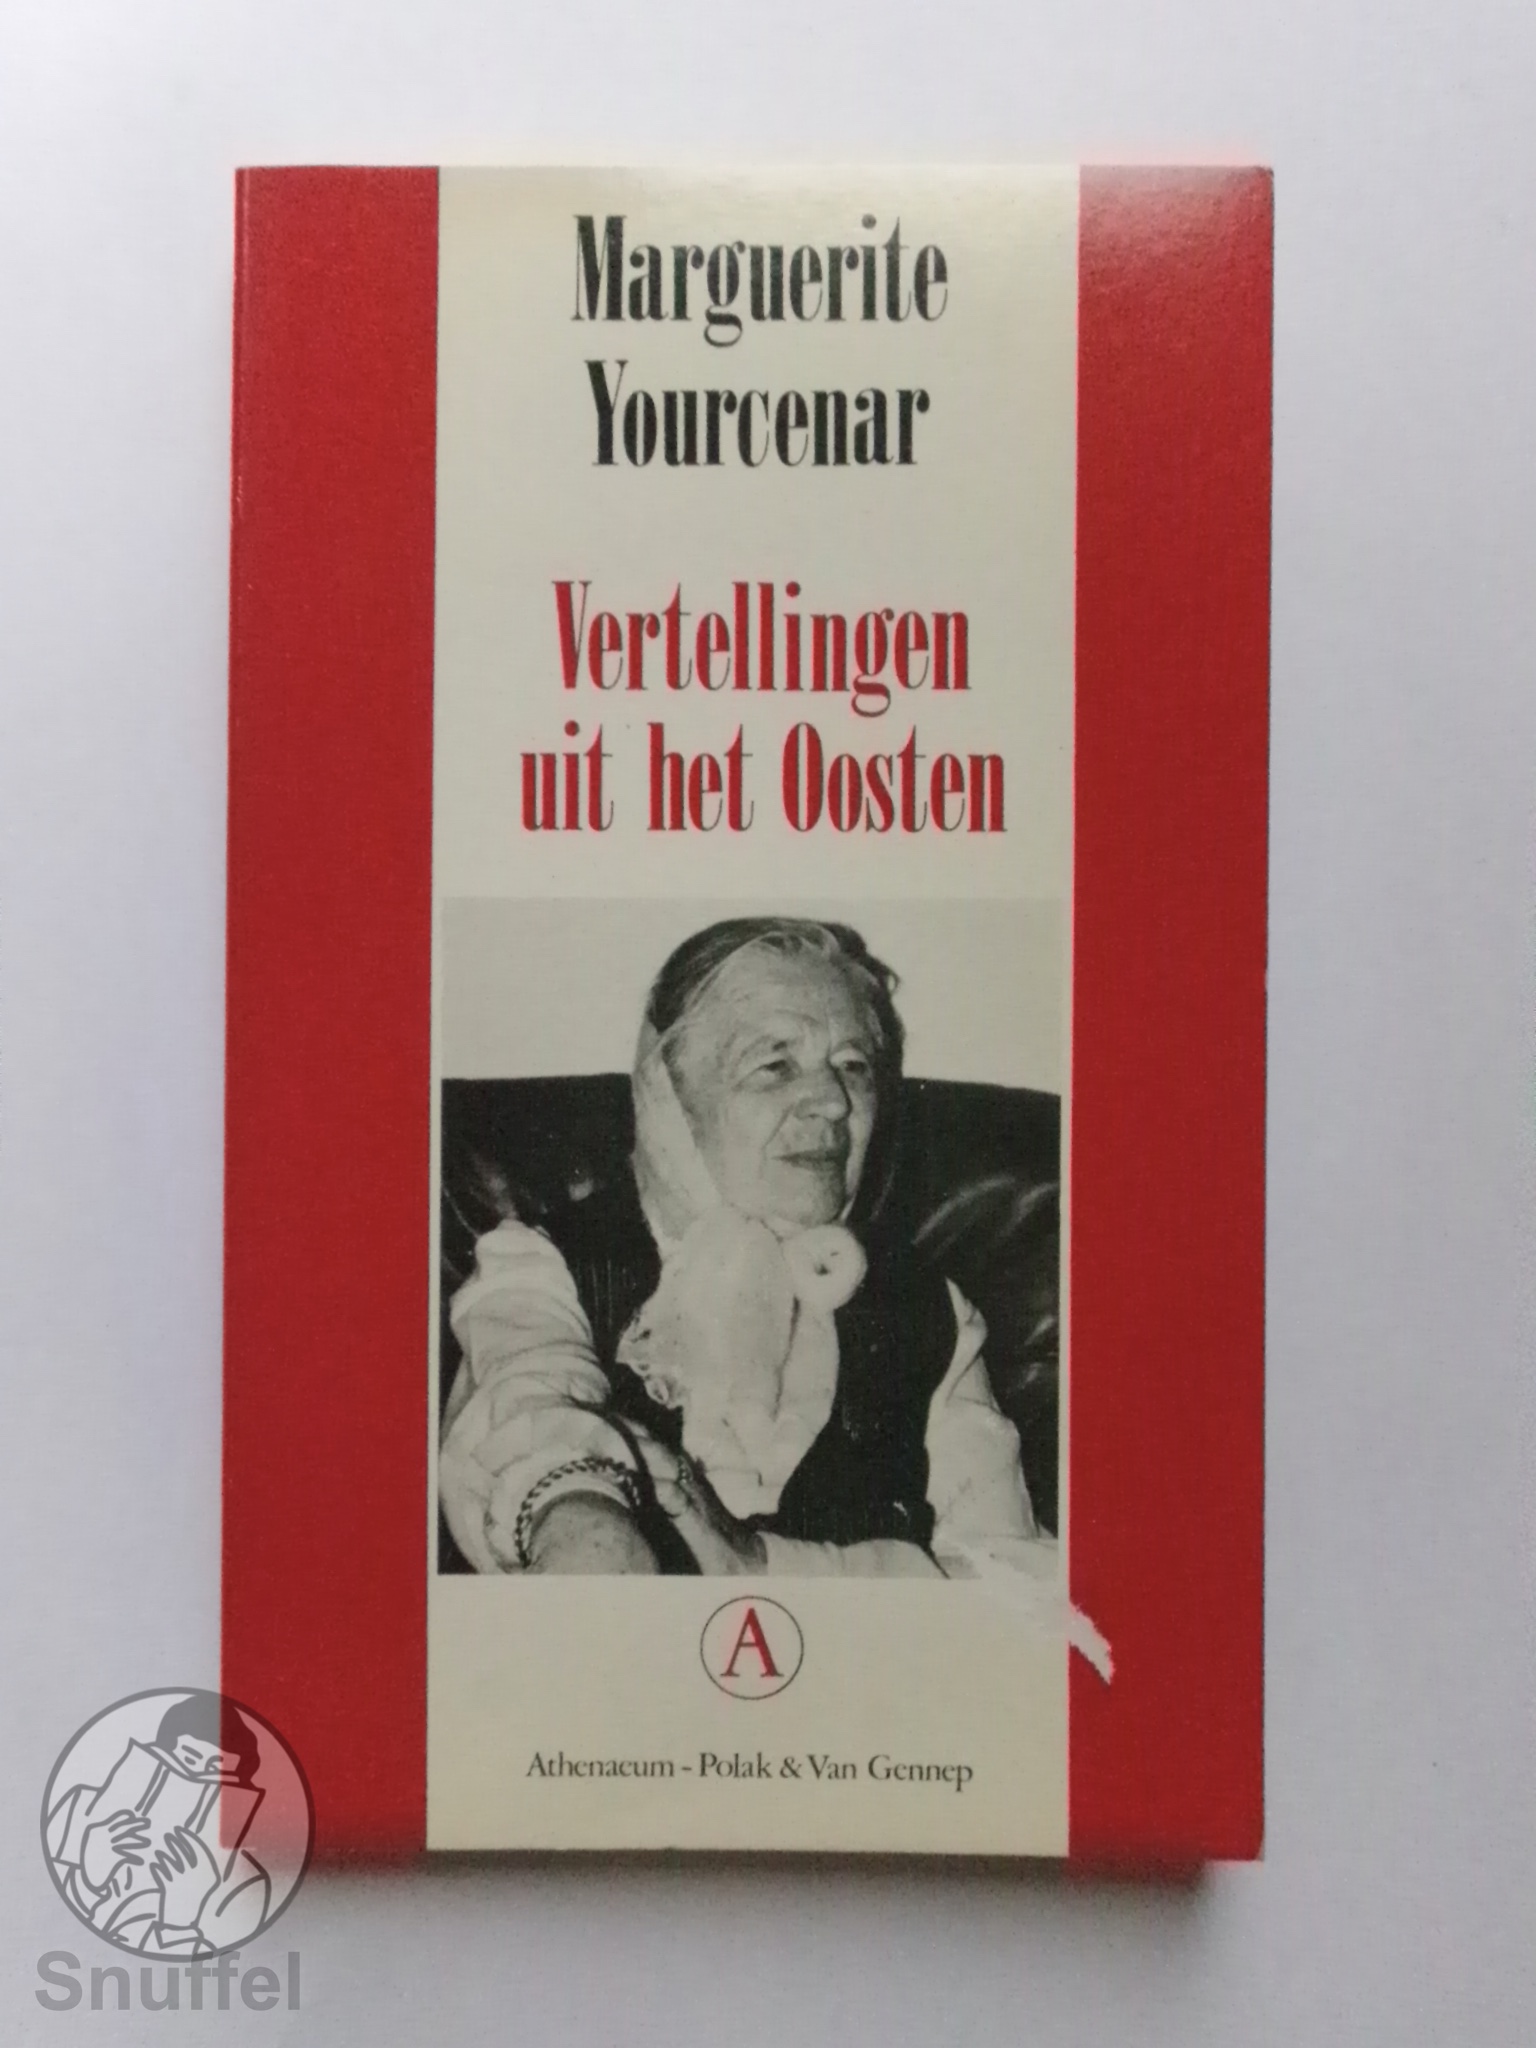 Marguerite
Yourcenar
Vertellingen
uit het Oosten
A
Athenaeum - Polak & Van Gennep
Snuffel